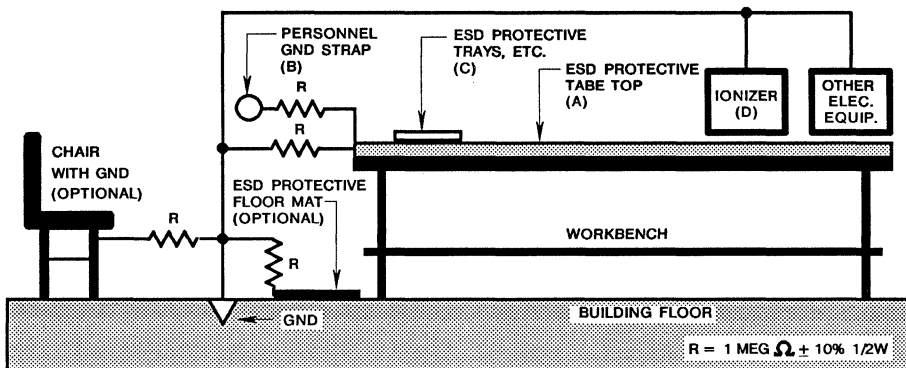 PERSONNEL
GND STRAP
(B)
ESD PROTECTIVE
TRAYS, ETC.
(C)
ESD PROTECTIVE
TABE TOP
(A)
IONIZER
(D)
OTHER
ELEC.
EQUIP.
R
R
CHAIR
WITH GND
(OPTIONAL)
ESD PROTECTIVE
FLOOR MAT
(OPTIONAL)
R
R
WORKBENCH
GND
BUILDING FLOOR
R = 1 MEG Ω ± 10% 1/2W